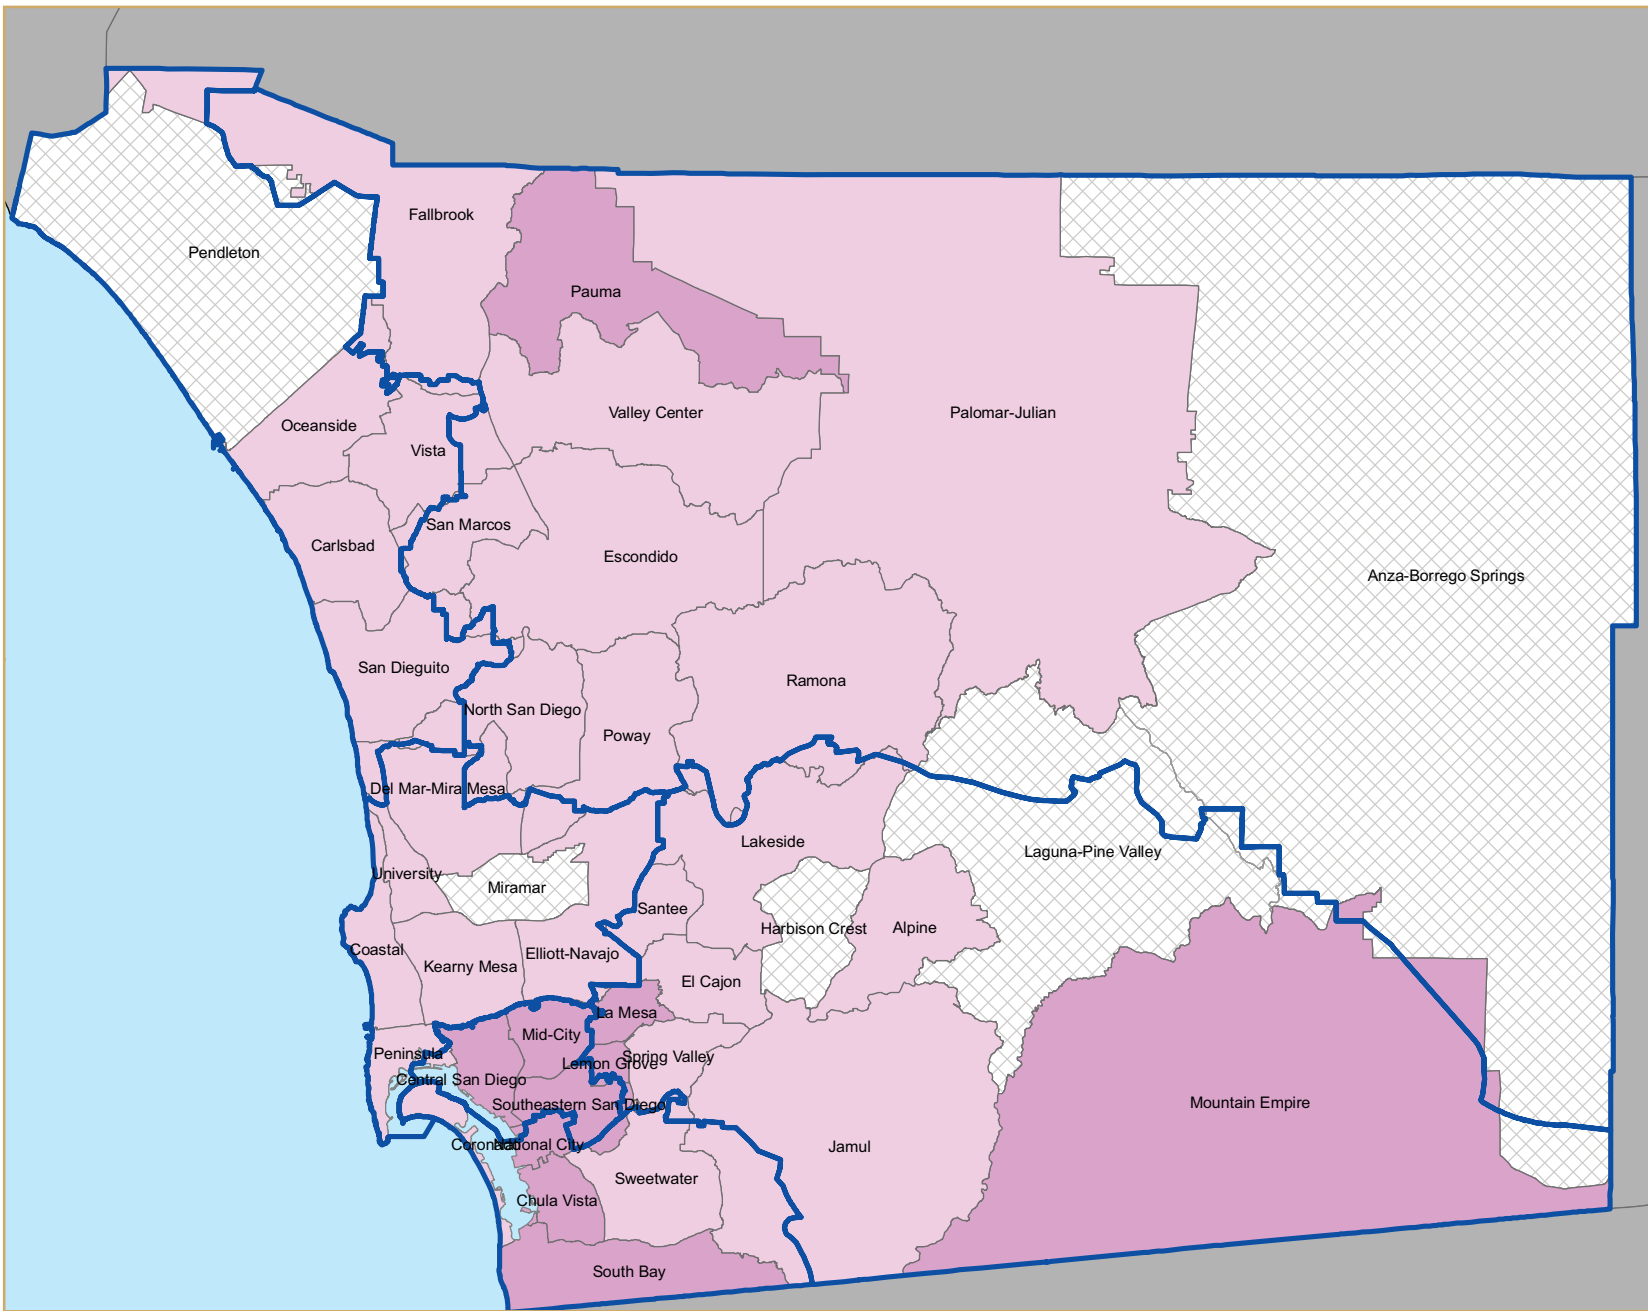 Fallbrook
Pendleton
Pauma
Valley Center
Palomar-Julian
Oceanside
Vista
San Marcos
Carlsbad
Escondido
Anza-Borrego Springs
San Dieguito
Ramona
North San Diego
Poway
Del Mar-Mira Mesa
Lakeside
Laguna-Pine Valley
University
Miramar
Santee
Harbison Crest
Alpine
Coastal
Elliott-Navajo
Kearny Mesa
El Cajon
La Mesa
Mid-City
Peninsula
Lemon Grove
Spring Valley
Central San Diego
Southeastern San Diego
Mountain Empire
Coronado
National City
Jamul
Sweetwater
Chula Vista
South Bay